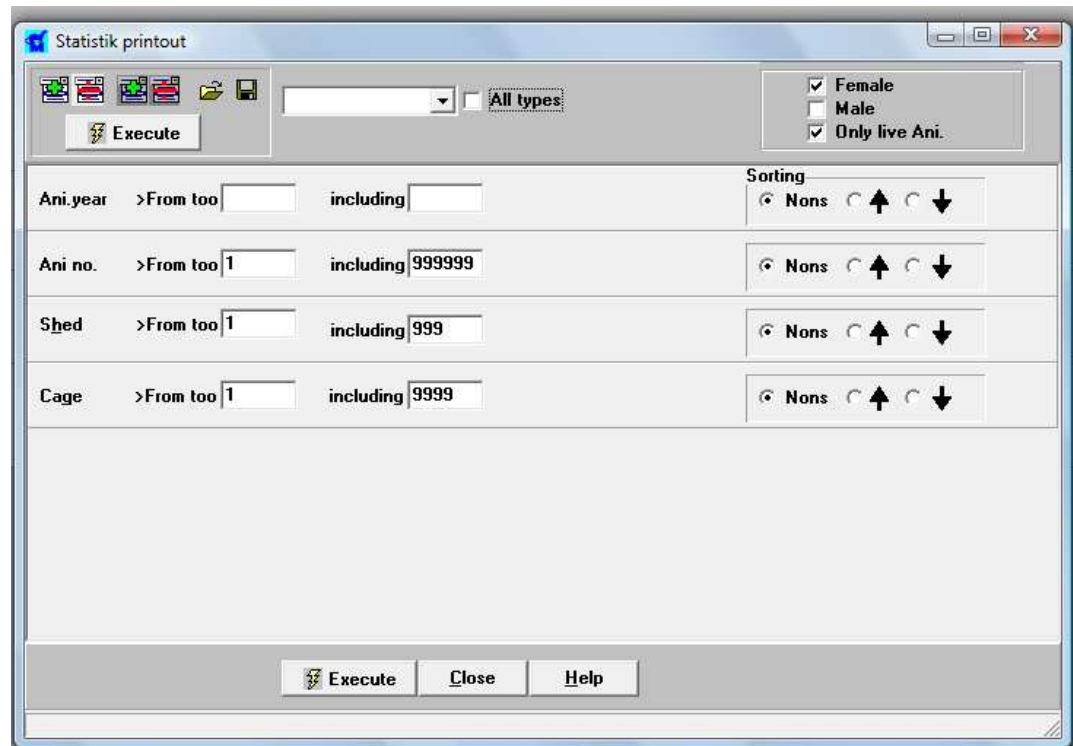 Statistik printout
All types
Female
Male
Only live Ani.
Execute
Sorting
Ani.year >From too including Nons
Ani no. >From too 1 including 999999 Nons
Shed >From too 1 including 999 Nons
Cage >From too 1 including 9999 Nons
Execute Close Help